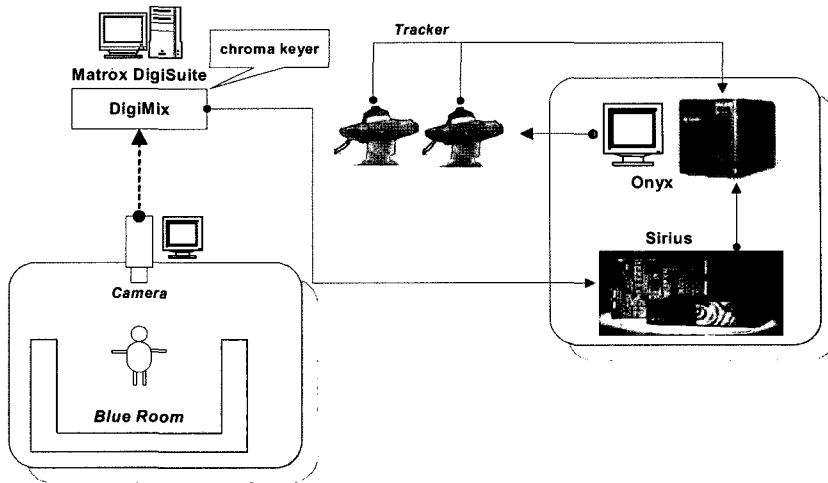 Tracker
chroma keyer
Matrox DigiSuite
DigiMix
Onyx
Sirius
Camera
Blue Room